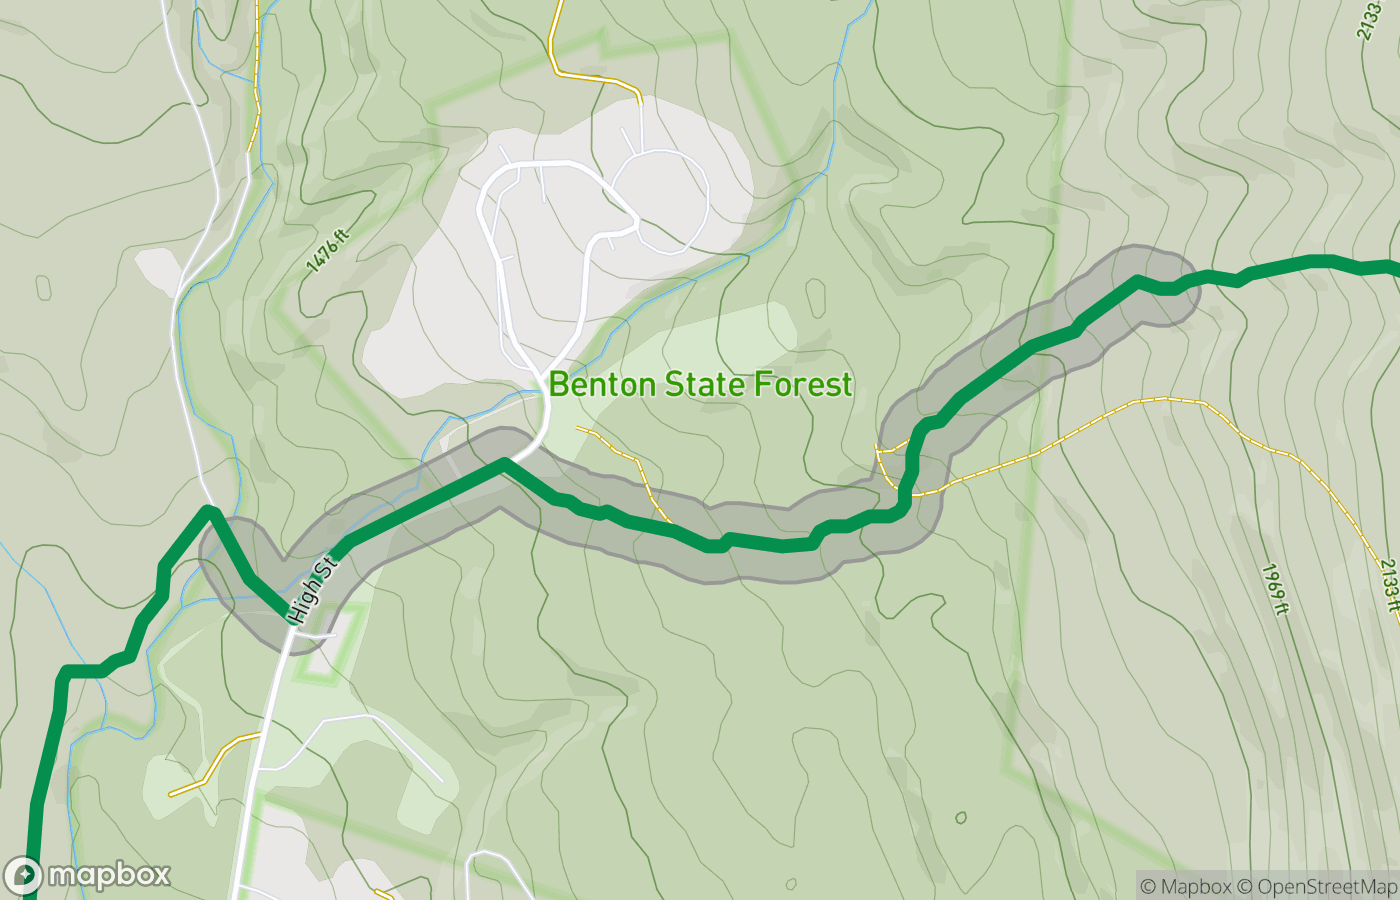 2133
1476 ft
Benton State Forest
High St
1969 ft
2133 ft
mapbox
© Mapbox © OpenStreetMap